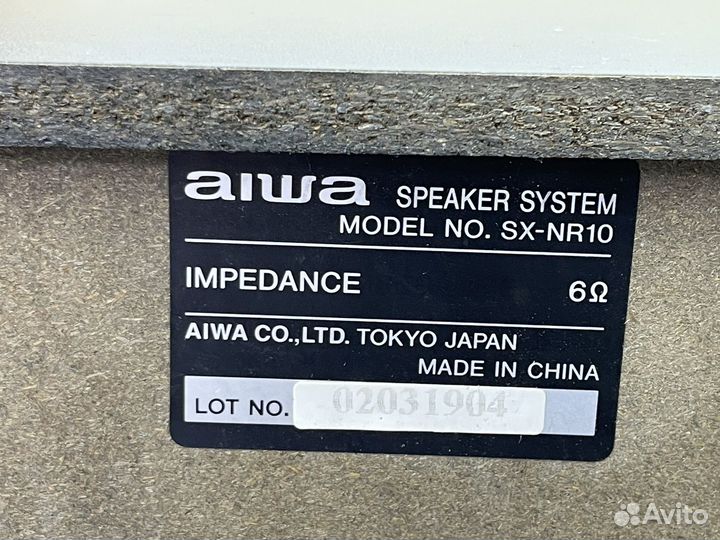 aiwa SPEAKER SYSTEM
MODEL NO. SX-NR10
IMPEDANCE 6Ω
AIWA CO.,LTD. TOKYO JAPAN
MADE IN CHINA
LOT NO. 02031904
Avito